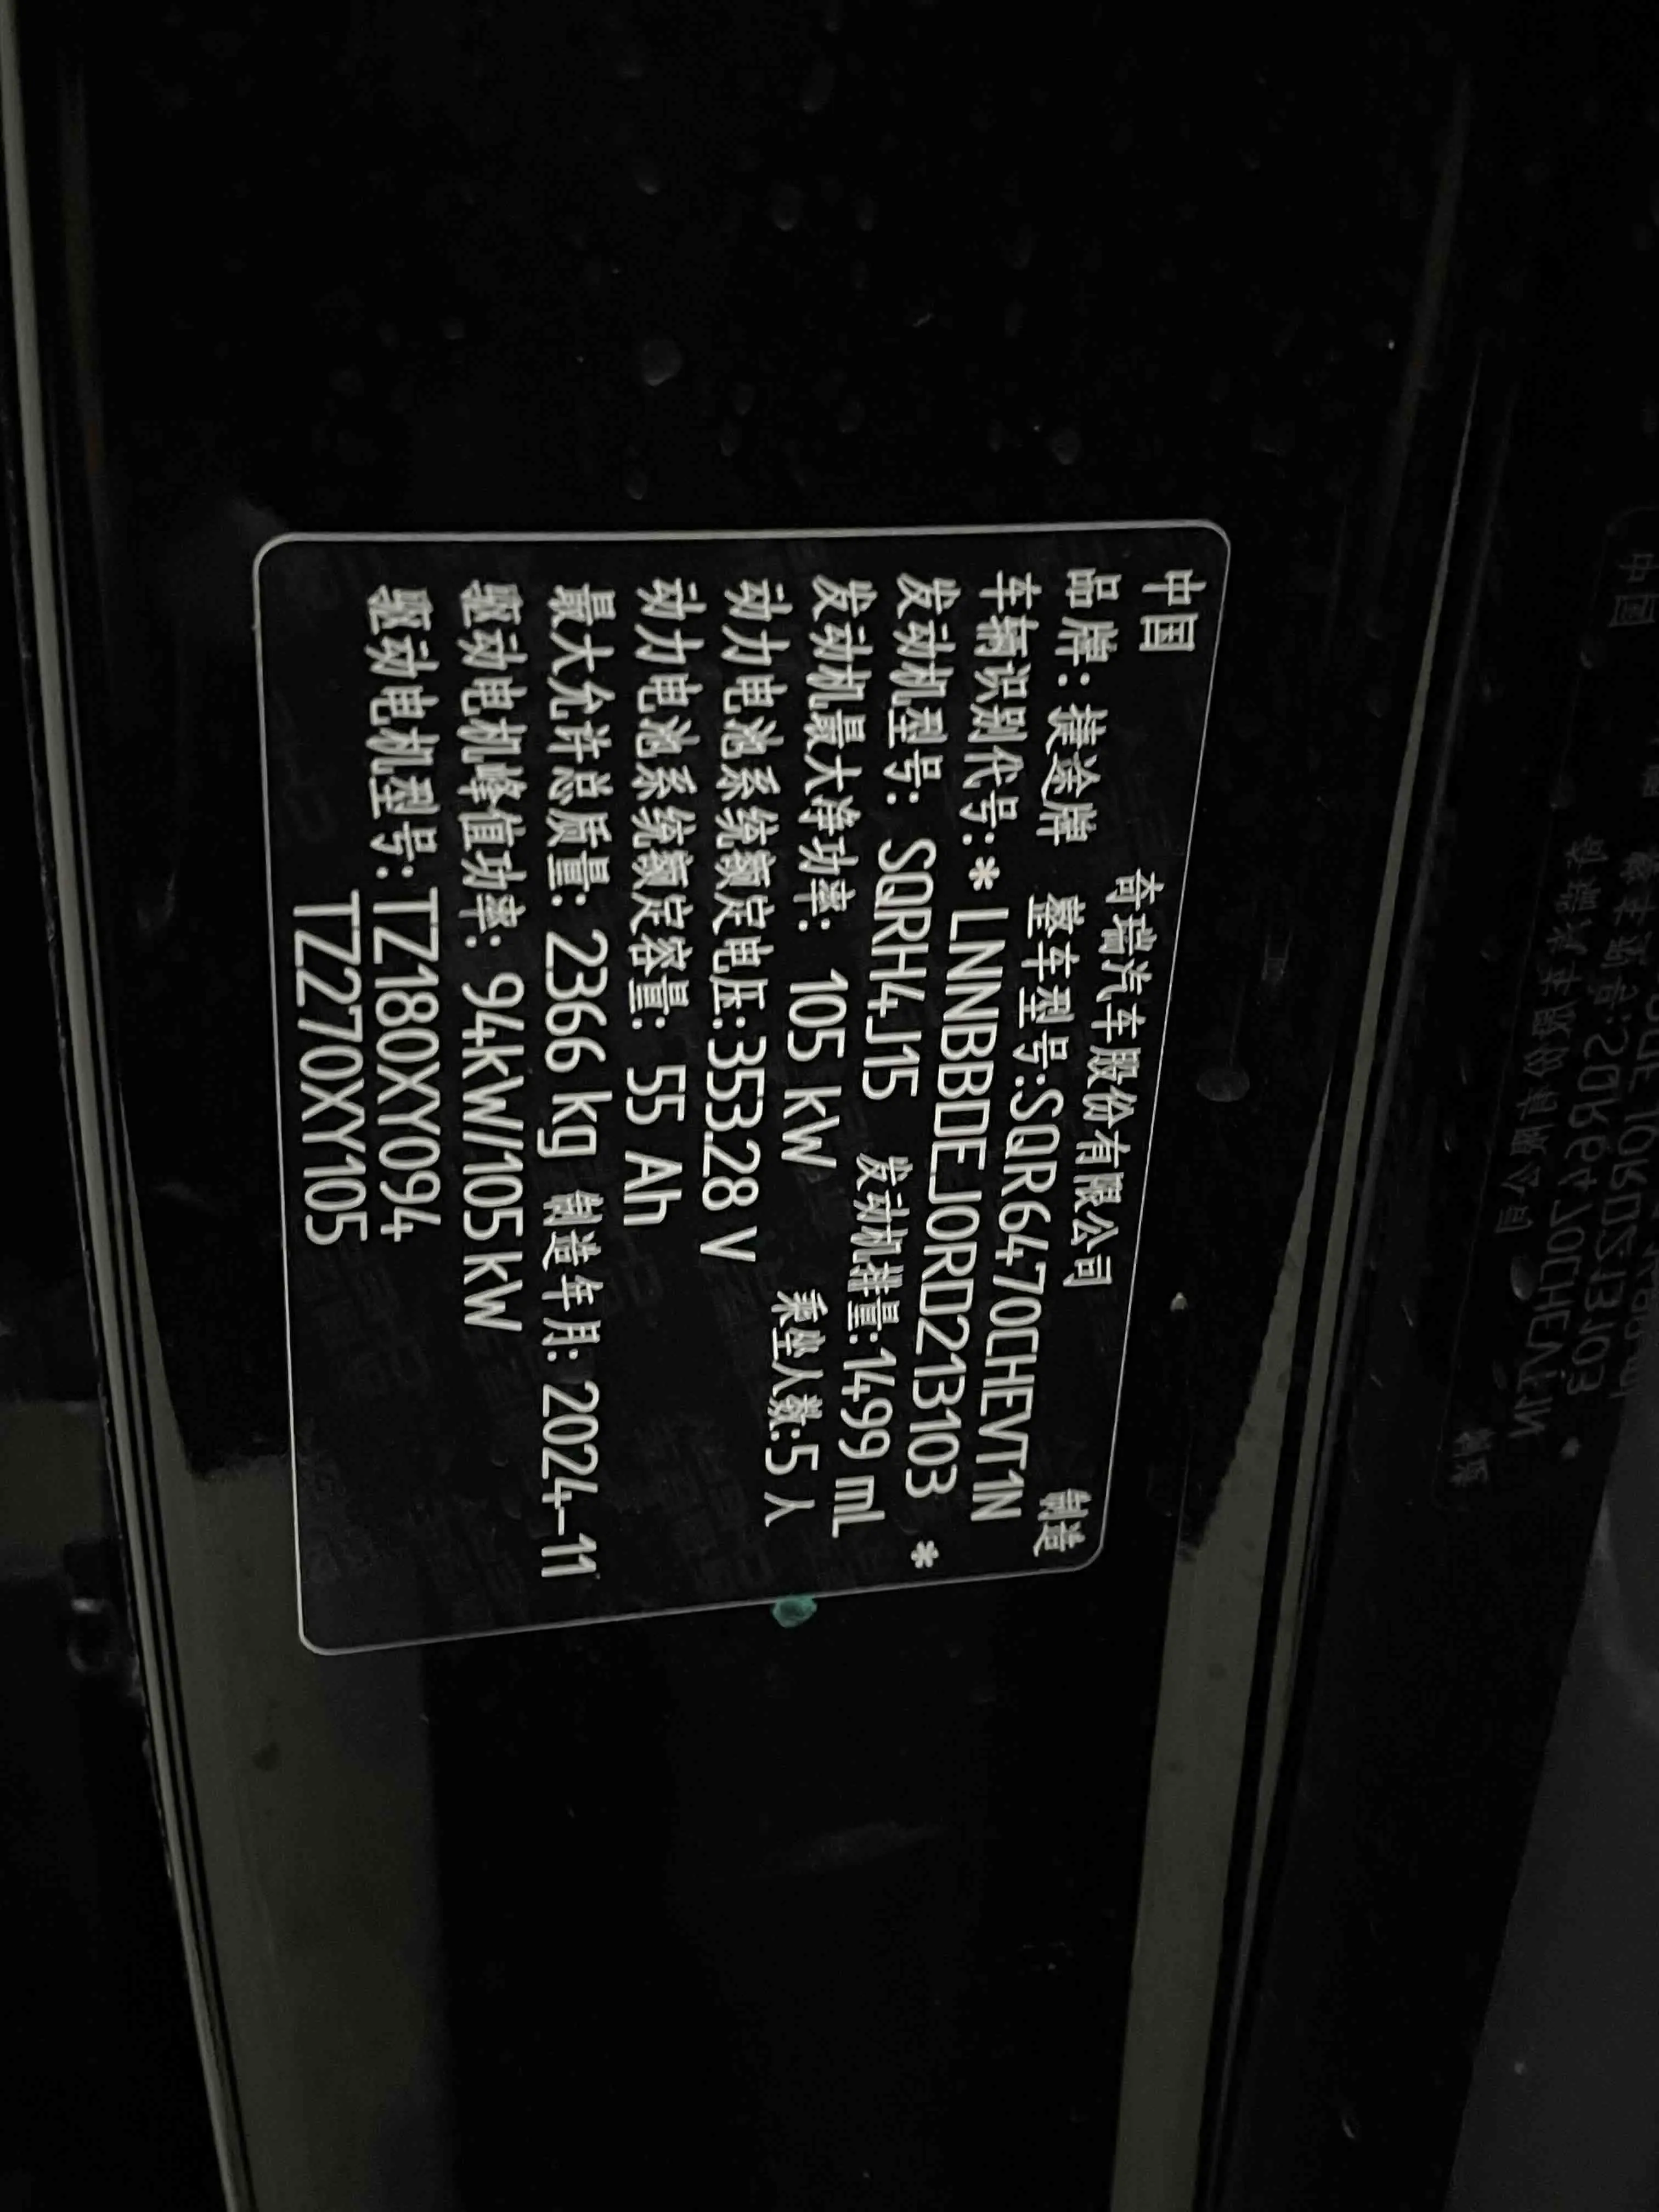 中国 奇瑞汽车股份有限公司 制造
品牌: 捷途牌 整车型号:SQR6470CHEVT1N
车辆识别代号:* LNNBBDEJ0RD213103 *
发动机型号: SQRH4J15 发动机排量:1499 mL
发动机最大净功率: 105 kW 乘坐人数:5 人
动力电池系统额定电压:353.28 V
动力电池系统额定容量: 55 Ah
最大允许总质量: 2366 kg 制造年月: 2024-11
驱动电机峰值功率: 94kW/105kW
驱动电机型号: TZ180XY094
TZ270XY105